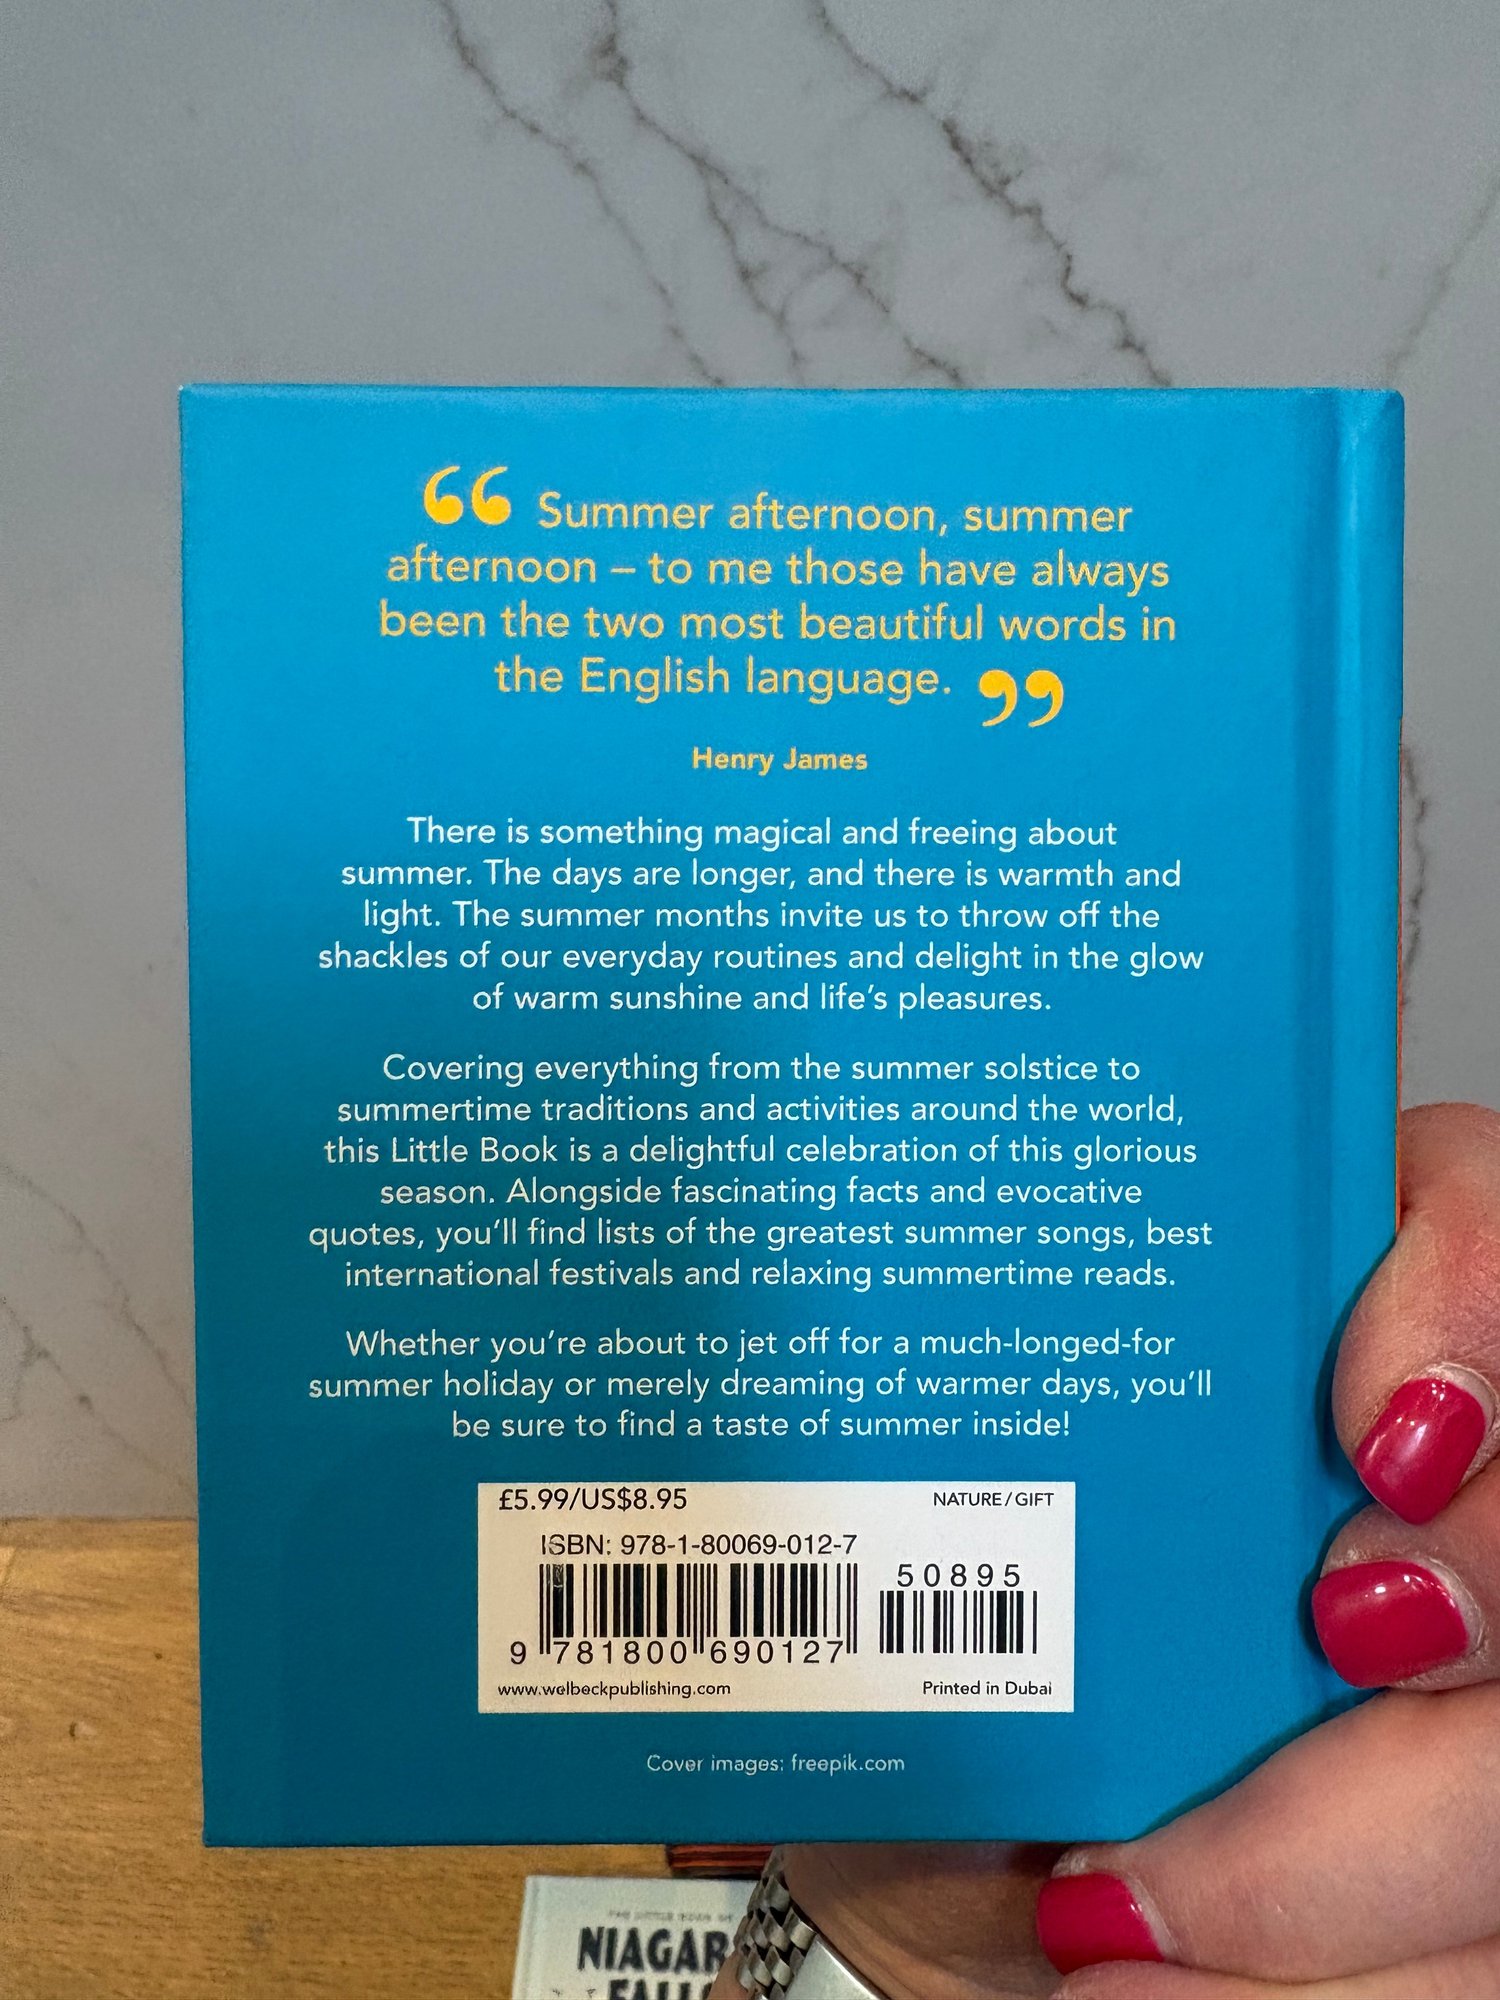 “ Summer afternoon, summer
afternoon – to me those have always
been the two most beautiful words in
the English language. ”
Henry James
There is something magical and freeing about
summer. The days are longer, and there is warmth and
light. The summer months invite us to throw off the
shackles of our everyday routines and delight in the glow
of warm sunshine and life’s pleasures.
Covering everything from the summer solstice to
summertime traditions and activities around the world,
this Little Book is a delightful celebration of this glorious
season. Alongside fascinating facts and evocative
quotes, you’ll find lists of the greatest summer songs, best
international festivals and relaxing summertime reads.
Whether you’re about to jet off for a much-longed-for
summer holiday or merely dreaming of warmer days, you’ll
be sure to find a taste of summer inside!
£5.99/US$8.95 NATURE/GIFT
ISBN: 978-1-80069-012-7
50895
9 781800 690127
www.welbeckpublishing.com Printed in Dubai
Cover images: freepik.com
THE LITTLE BOOK OF
NIAGAR
FALL